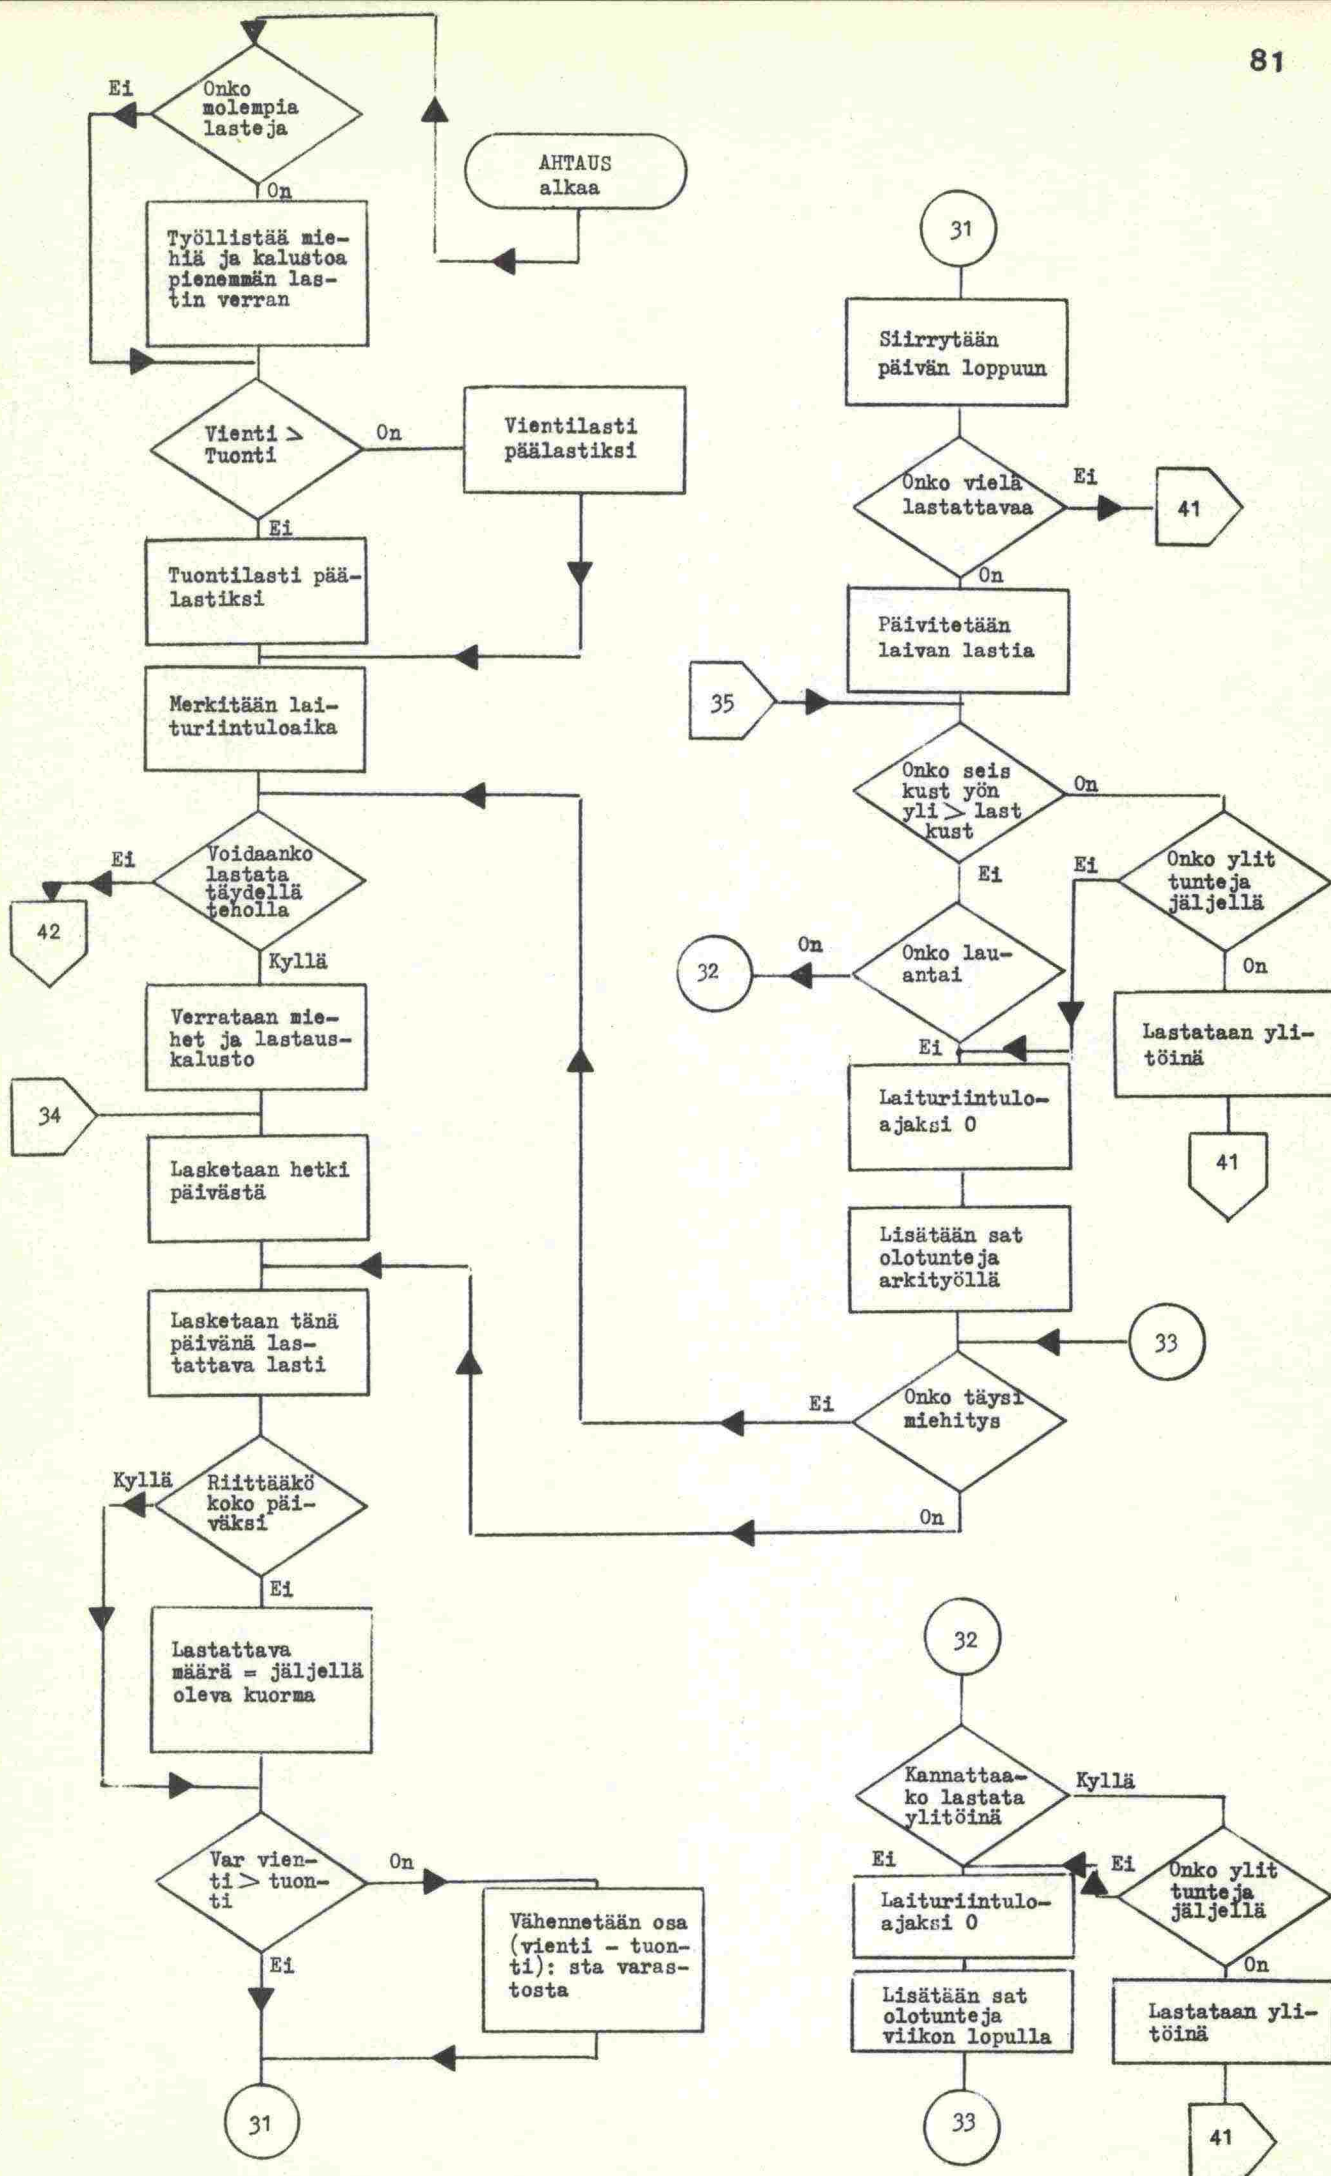 81
Onko
molempia
lasteja
Ei
On
AHTAUS
alkaa
Työllistää mie-
hiä ja kalustoa
pienemmän las-
tin verran
Vienti >
Tuonti
On
Ei
Vientilasti
päälastiksi
Tuontilasti pää-
lastiksi
Merkitään lai-
turiintuloaika
Voidaanko
lastata
täydellä
teholla
Ei
42
Kyllä
Verrataan mie-
het ja lastaus-
kalusto
34
Lasketaan hetki
päivästä
Lasketaan tänä
päivänä las-
tattava lasti
Riittääkö
koko päi-
väksi
Kyllä
Ei
Lastattava
määrä = jäljellä
oleva kuorma
Var vien-
ti > tuon-
ti
On
Ei
Vähennetään osa
(vienti - tuon-
ti): sta varas-
tosta
31
31
Siirrytään
päivän loppuun
Onko vielä
lastattavaa
Ei
41
On
Päivitetään
laivan lastia
35
Onko seis
kust yön
yli > last
kust
On
Ei
Onko ylit
tunteja
jäljellä
Ei
On
Lastataan yli-
töinä
41
Onko lau-
antai
On
32
Ei
Laituriintulo-
ajaksi 0
Lisätään sat
olotunteja
arkityöllä
33
Onko täysi
miehitys
Ei
On
32
Kannattaa-
ko lastata
ylitöinä
Kyllä
Ei
Onko ylit
tunteja
jäljellä
Ei
On
Laituriintulo-
ajaksi 0
Lisätään sat
olotunteja
viikon lopulla
33
Lastataan yli-
töinä
41